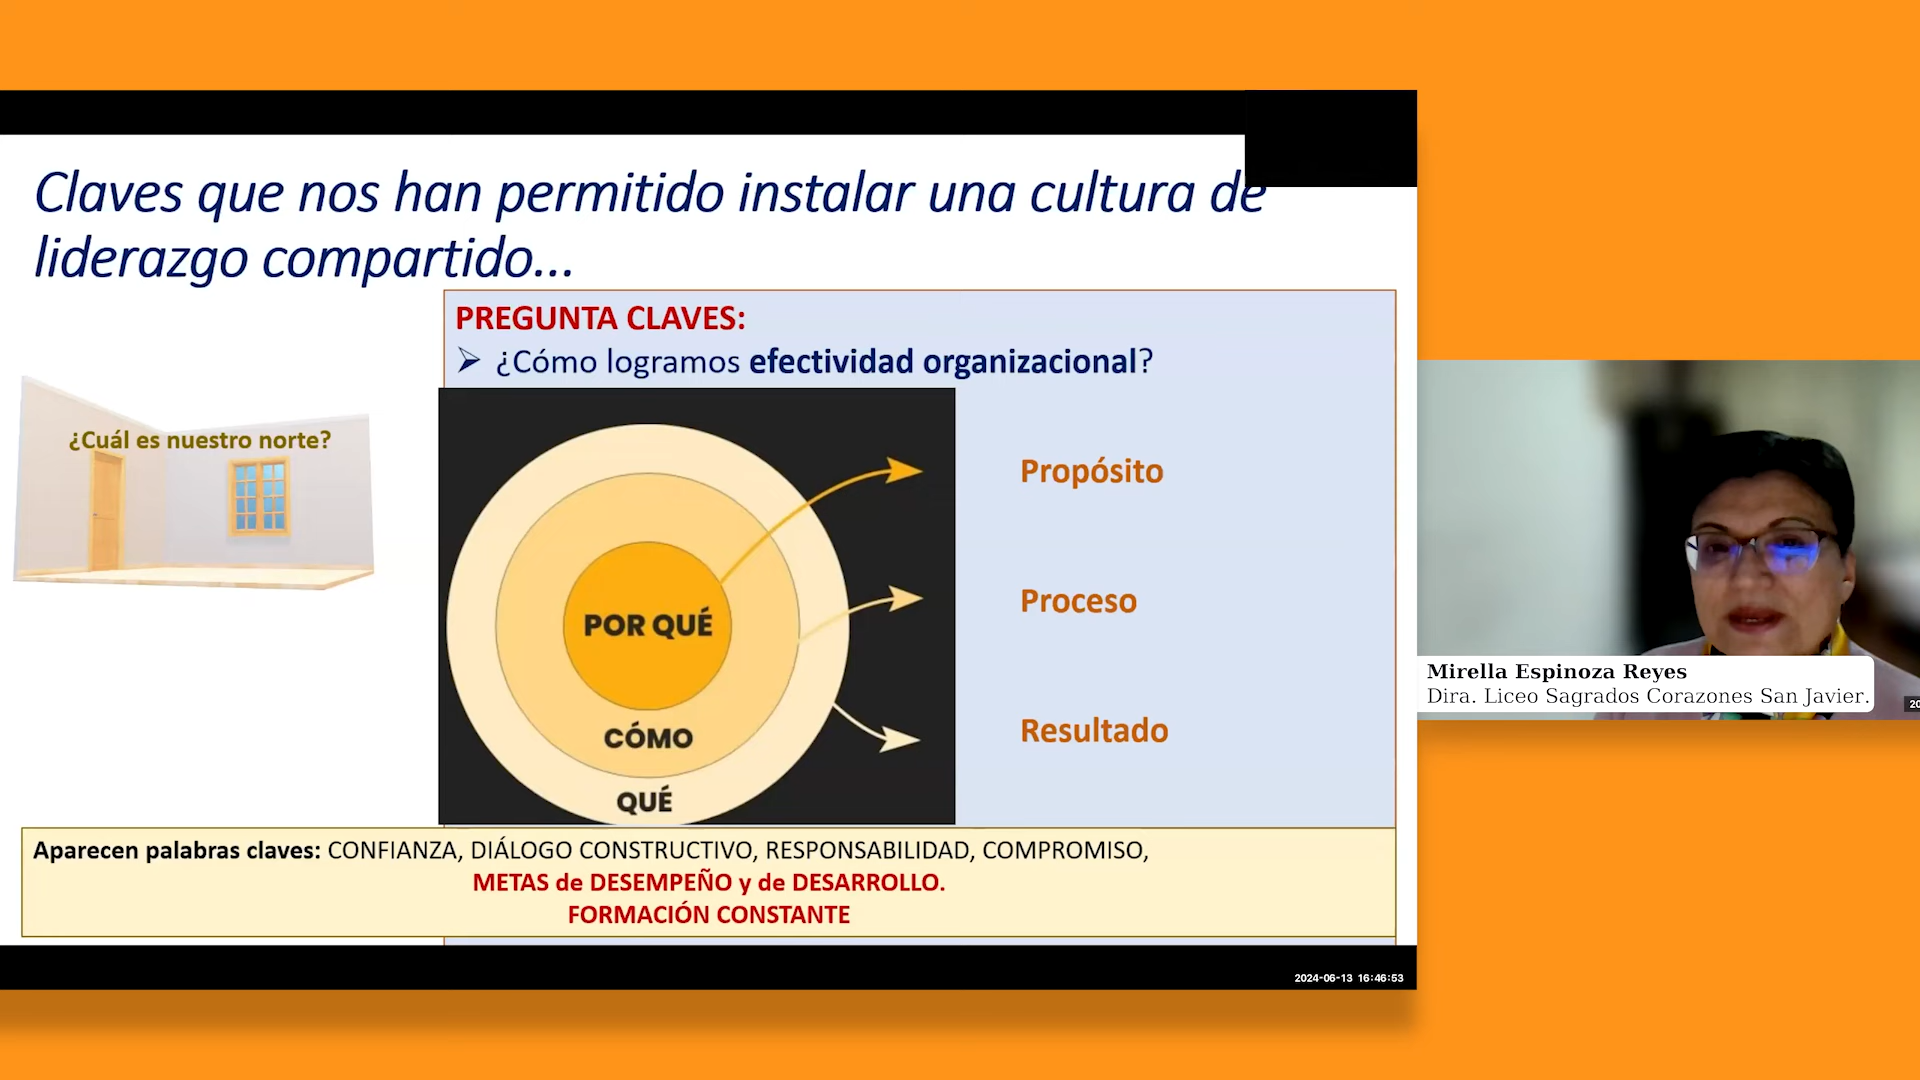 Claves que nos han permitido instalar una cultura de
liderazgo compartido...
PREGUNTA CLAVES:
➢ ¿Cómo logramos efectividad organizacional?
¿Cuál es nuestro norte?
POR QUÉ
CÓMO
QUÉ
Propósito
Proceso
Resultado
Aparecen palabras claves: CONFIANZA, DIÁLOGO CONSTRUCTIVO, RESPONSABILIDAD, COMPROMISO,
METAS de DESEMPEÑO y de DESARROLLO.
FORMACIÓN CONSTANTE
2024-06-13 16:46:53
Mirella Espinoza Reyes
Dira. Liceo Sagrados Corazones San Javier.
20